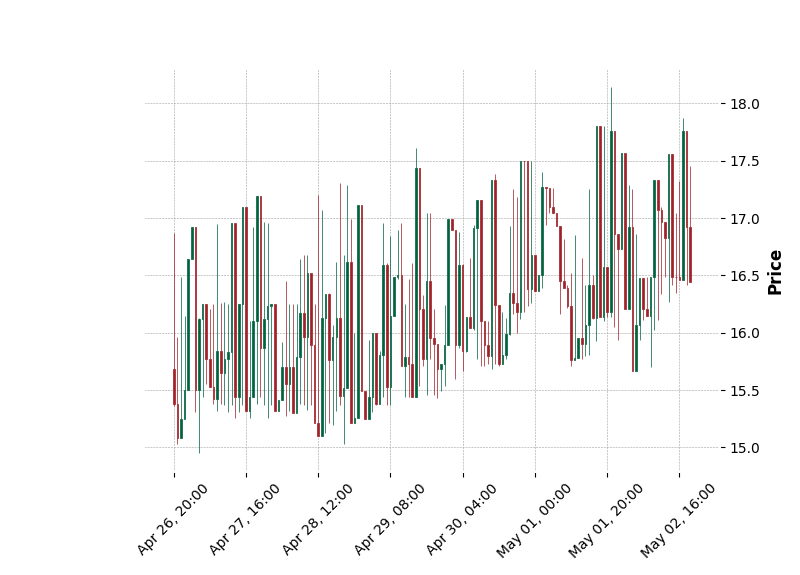 18.0
17.5
17.0
16.5
16.0
15.5
15.0
Price
Apr 26, 20:00
Apr 27, 16:00
Apr 28, 12:00
Apr 29, 08:00
Apr 30, 04:00
May 01, 00:00
May 01, 20:00
May 02, 16:00